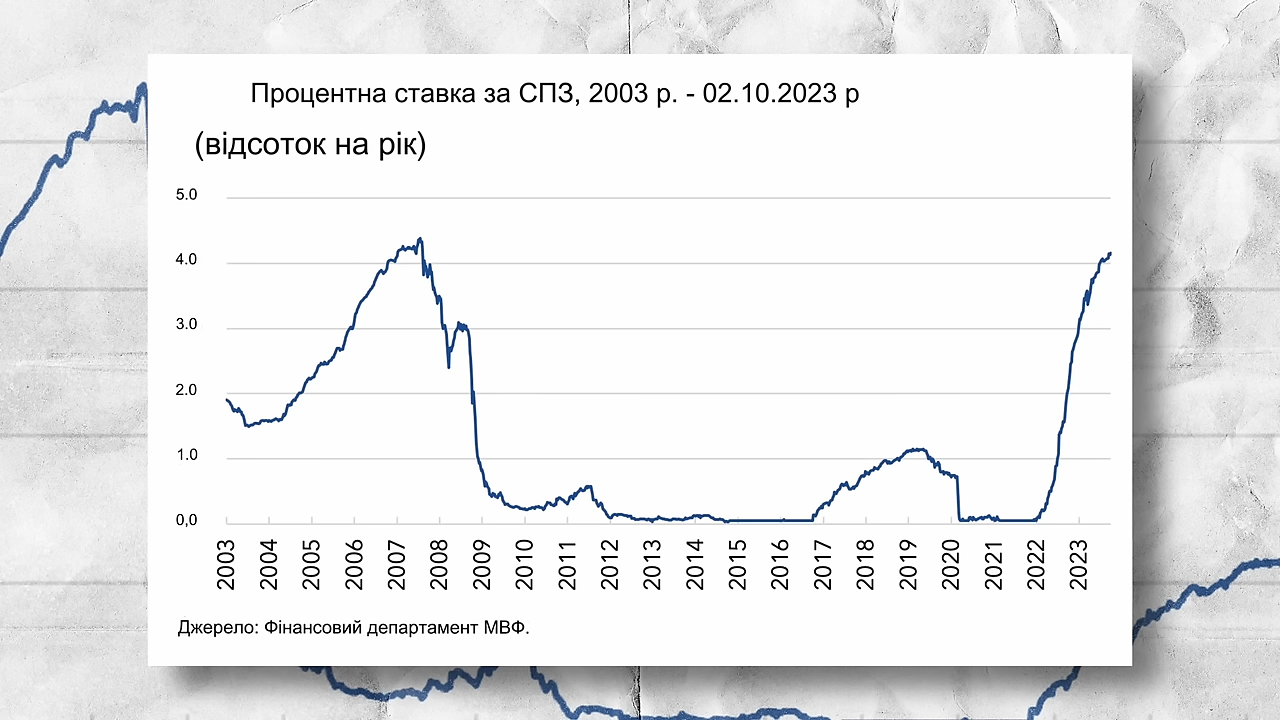 Процентна ставка за СПЗ, 2003 р. - 02.10.2023 р
(відсоток на рік)
5.0
4.0
3.0
2.0
1.0
0,0
2003 2004 2005 2006 2007 2008 2009 2010 2011 2012 2013 2014 2015 2016 2017 2018 2019 2020 2021 2022 2023
Джерело: Фінансовий департамент МВФ.